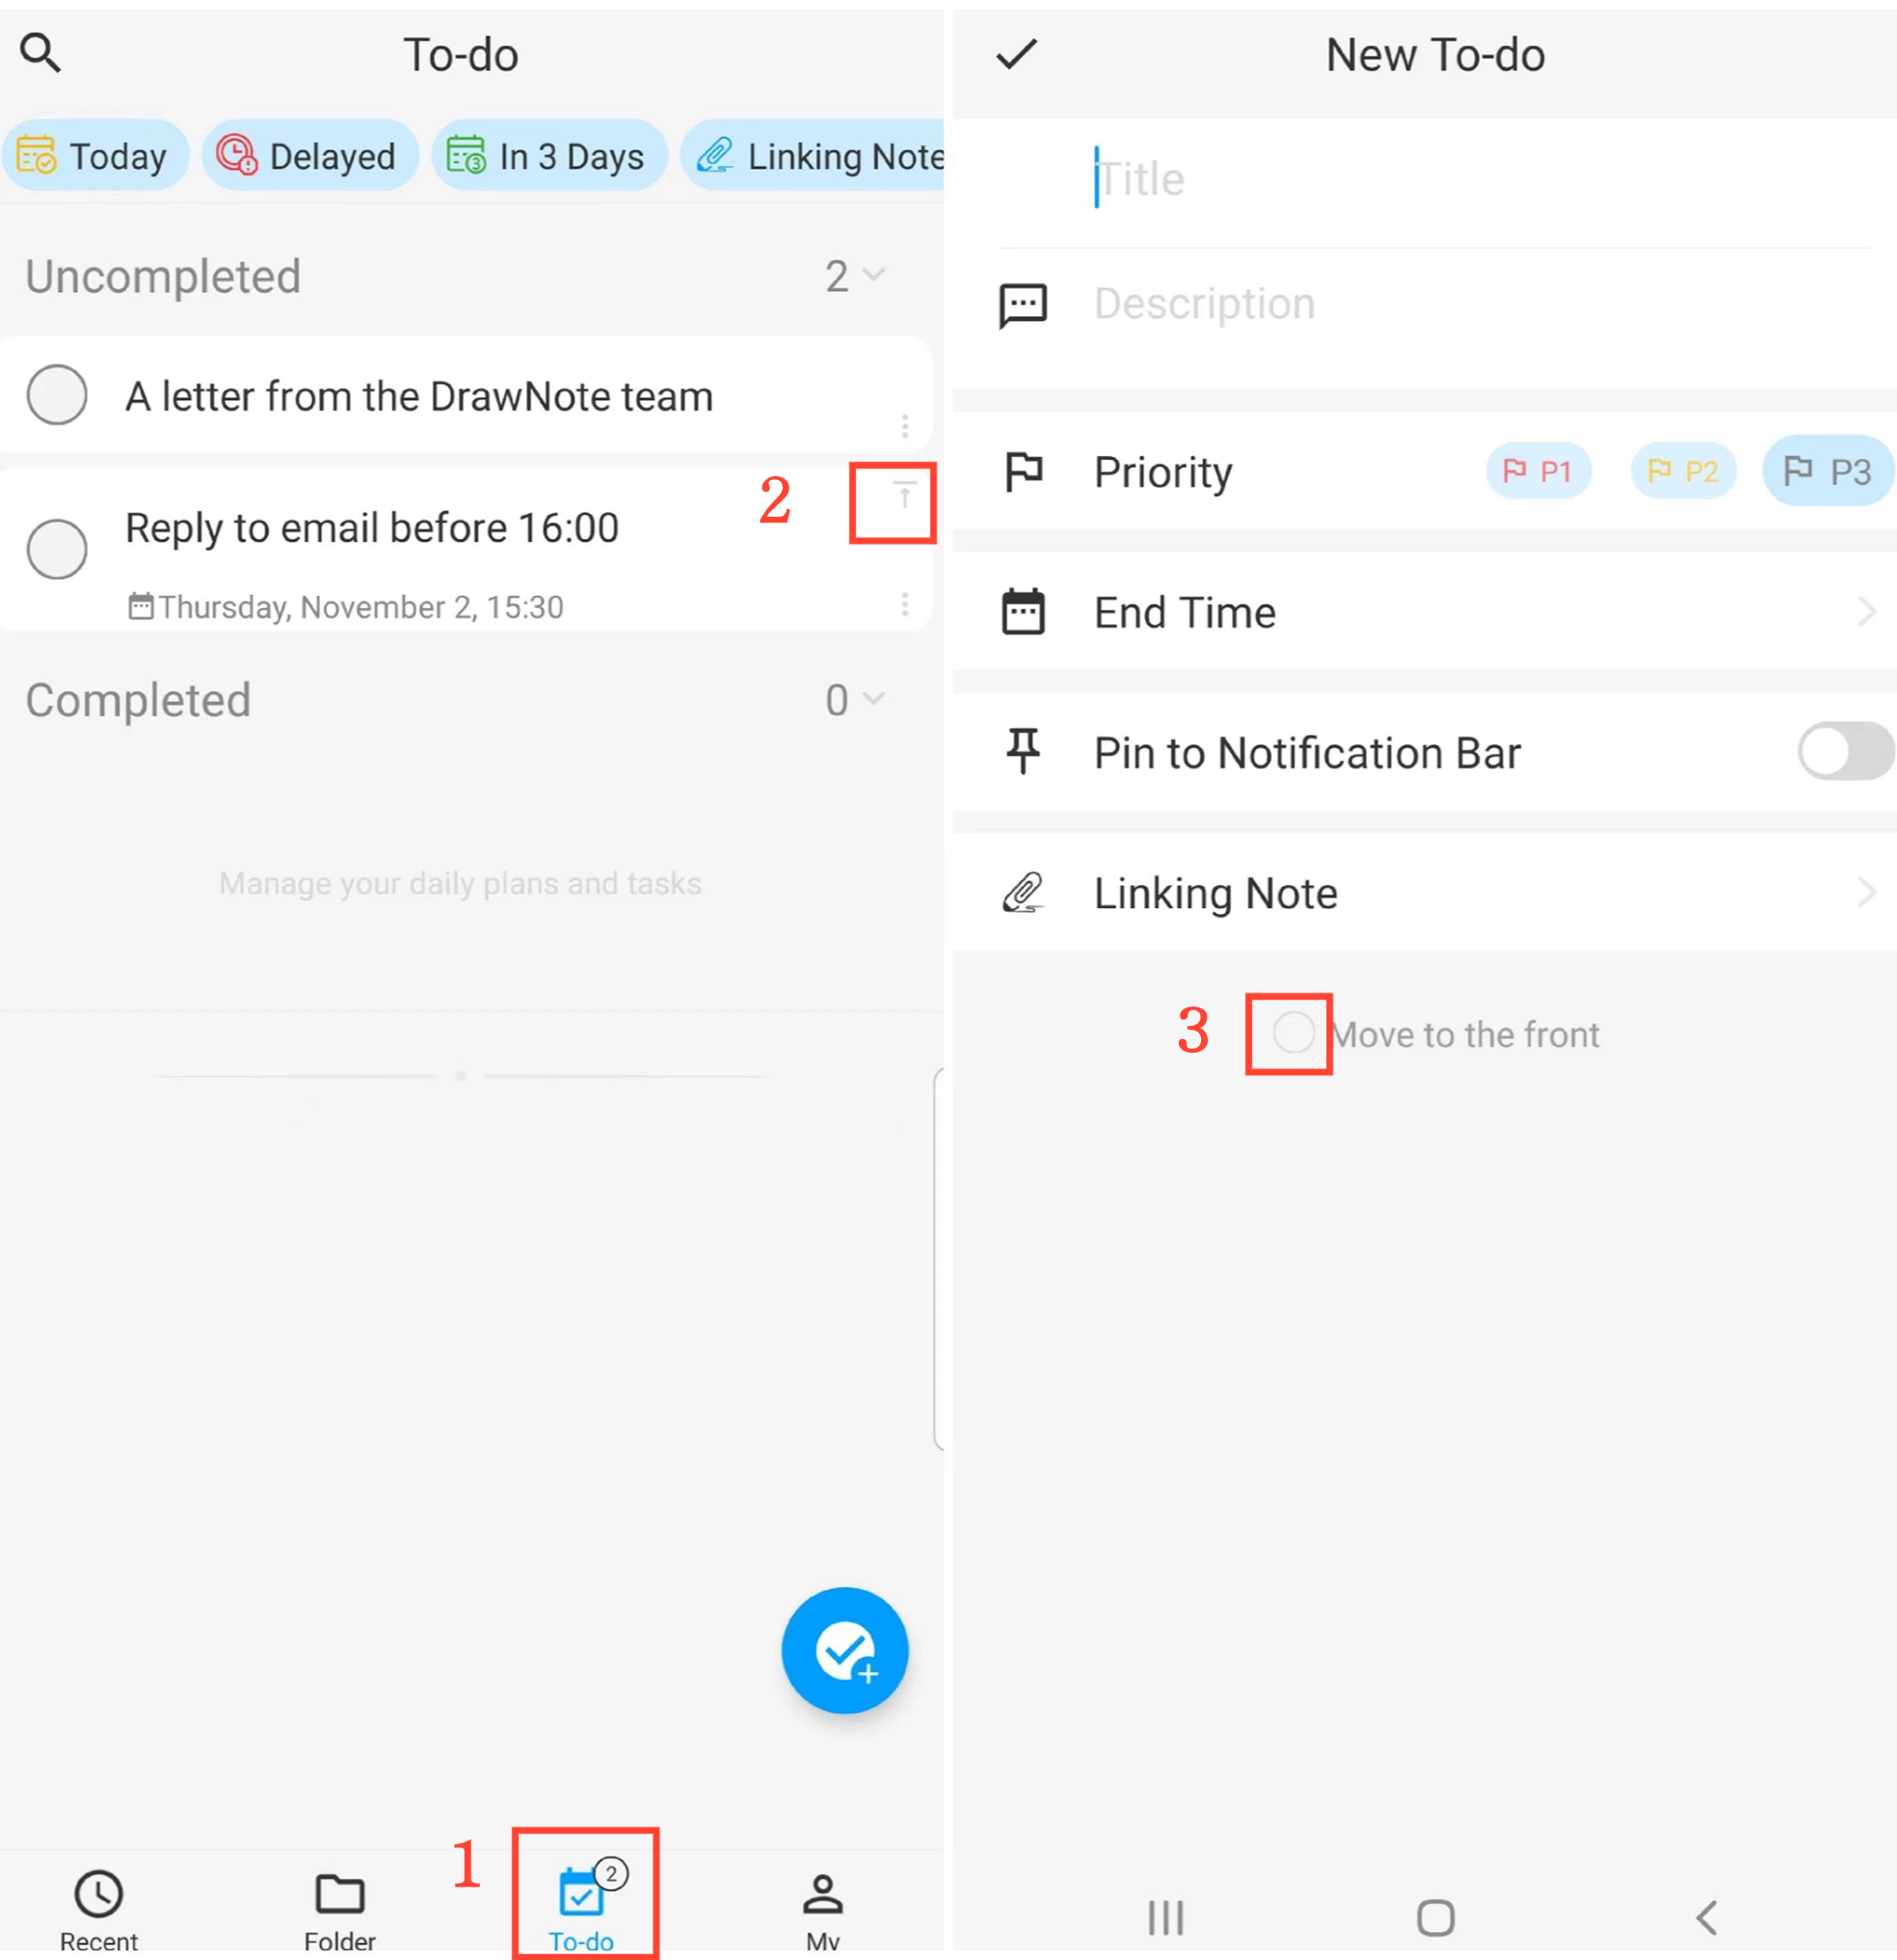 To-do
Today
Delayed
3
In 3 Days
Linking Note
Uncompleted
2
A letter from the DrawNote team
2
Reply to email before 16:00
Thursday, November 2, 15:30
Completed
0
Manage your daily plans and tasks
1
2
Recent
Folder
To-do
My
New To-do
Title
Description
Priority
P1
P2
P3
End Time
Pin to Notification Bar
Linking Note
3
Move to the front